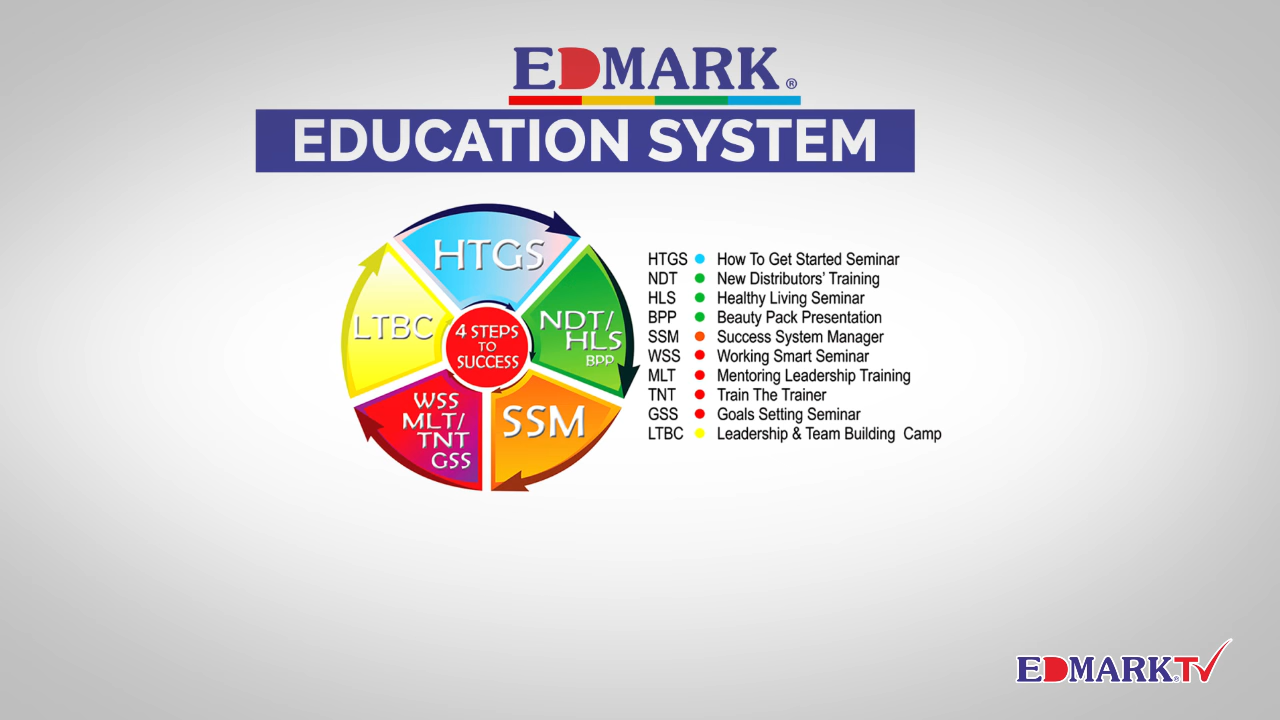 EDMARK®
EDUCATION SYSTEM
HTGS
LTBC
4 STEPS
TO
SUCCESS
NDT/
HLS
BPP
WSS
MLT/
TNT
GSS
SSM
HTGS How To Get Started Seminar
NDT New Distributors' Training
HLS Healthy Living Seminar
BPP Beauty Pack Presentation
SSM Success System Manager
WSS Working Smart Seminar
MLT Mentoring Leadership Training
TNT Train The Trainer
GSS Goals Setting Seminar
LTBC Leadership & Team Building Camp
EDMARK®TV